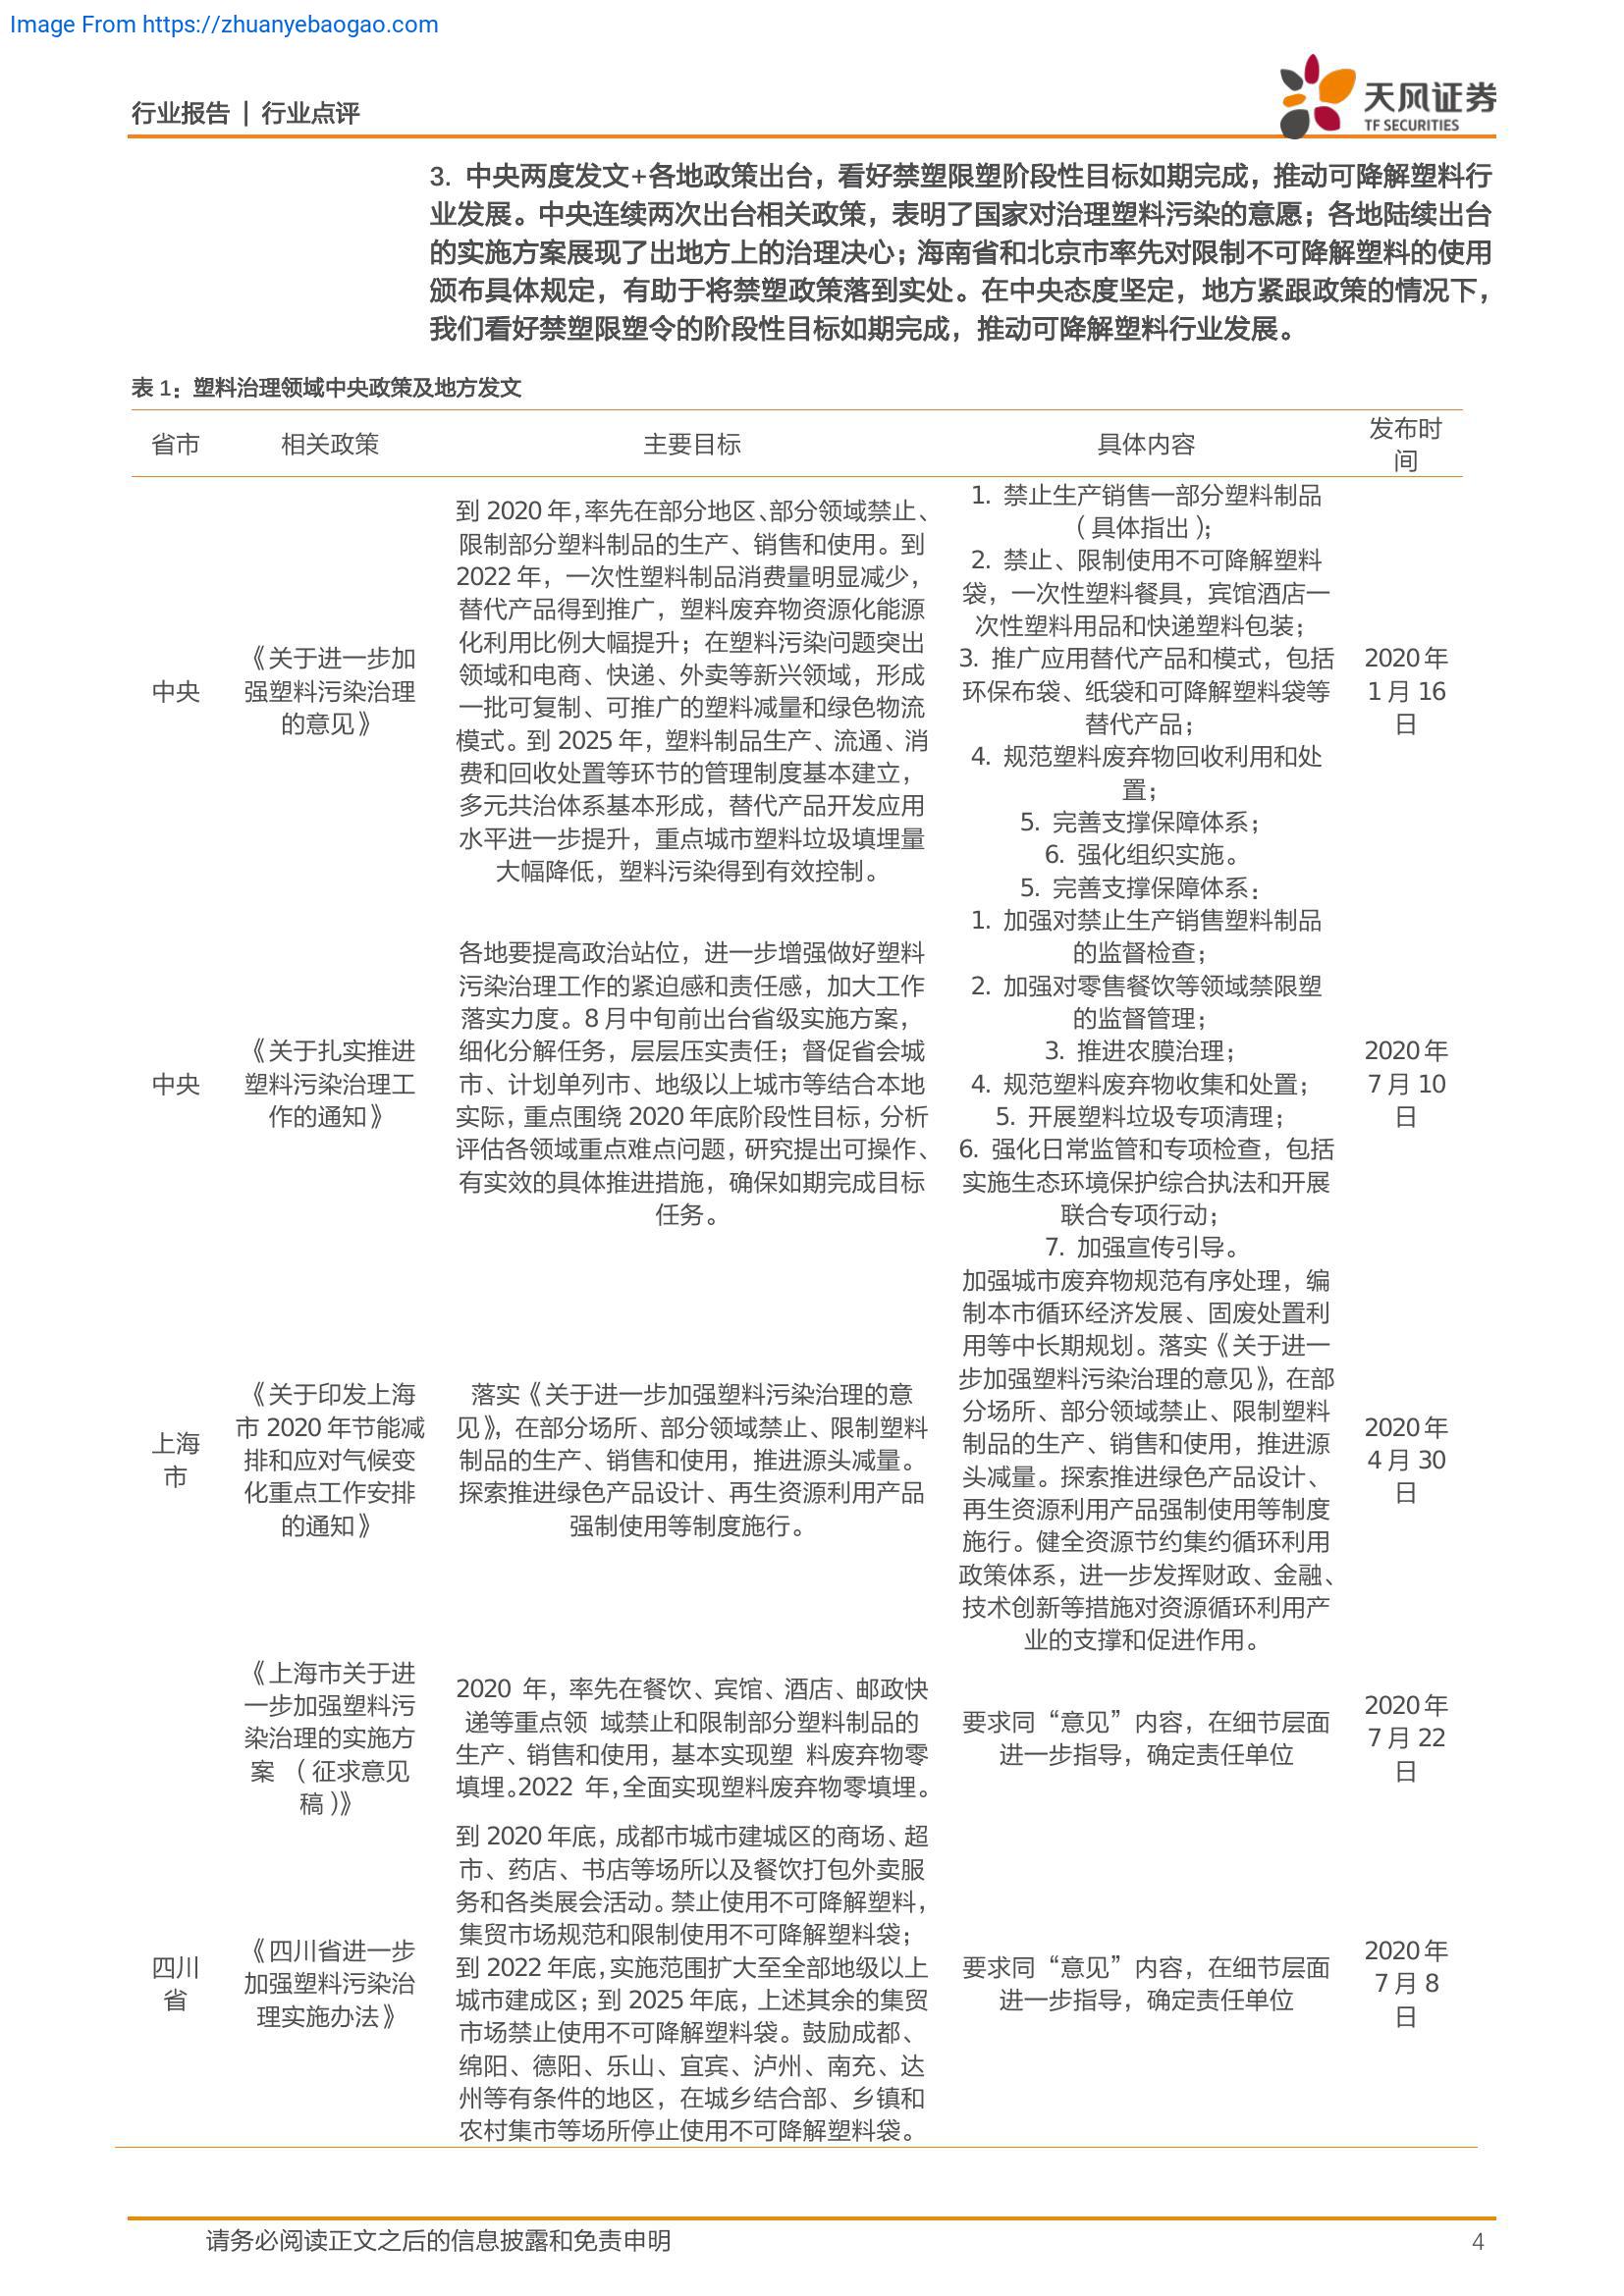 Image From https://zhuanyebaogao.com
行业报告 | 行业点评
天风证券
TF SECURITIES
3. 中央两度发文+各地政策出台，看好禁塑限塑阶段性目标如期完成，推动可降解塑料行
业发展。中央连续两次出台相关政策，表明了国家对治理塑料污染的意愿；各地陆续出台
的实施方案展现了出地方上的治理决心；海南省和北京市率先对限制不可降解塑料的使用
颁布具体规定，有助于将禁塑政策落到实处。在中央态度坚定，地方紧跟政策的情况下，
我们看好禁塑限塑令的阶段性目标如期完成，推动可降解塑料行业发展。
表 1：塑料治理领域中央政策及地方发文
省市
相关政策
主要目标
具体内容
发布时
间
中央
《关于进一步加
强塑料污染治理
的意见》
到 2020 年，率先在部分地区、部分领域禁止、
限制部分塑料制品的生产、销售和使用。到
2022 年，一次性塑料制品消费量明显减少，
替代产品得到推广，塑料废弃物资源化能源
化利用比例大幅提升；在塑料污染问题突出
领域和电商、快递、外卖等新兴领域，形成
一批可复制、可推广的塑料减量和绿色物流
模式。到 2025 年，塑料制品生产、流通、消
费和回收处置等环节的管理制度基本建立，
多元共治体系基本形成，替代产品开发应用
水平进一步提升，重点城市塑料垃圾填埋量
大幅降低，塑料污染得到有效控制。
1. 禁止生产销售一部分塑料制品
（具体指出）；
2. 禁止、限制使用不可降解塑料
袋，一次性塑料餐具，宾馆酒店一
次性塑料用品和快递塑料包装；
3. 推广应用替代产品和模式，包括
环保布袋、纸袋和可降解塑料袋等
替代产品；
4. 规范塑料废弃物回收利用和处
置；
5. 完善支撑保障体系；
6. 强化组织实施。
5. 完善支撑保障体系：
2020 年
1 月 16
日
中央
《关于扎实推进
塑料污染治理工
作的通知》
各地要提高政治站位，进一步增强做好塑料
污染治理工作的紧迫感和责任感，加大工作
落实力度。8 月中旬前出台省级实施方案，
细化分解任务，层层压实责任；督促省会城
市、计划单列市、地级以上城市等结合本地
实际，重点围绕 2020 年底阶段性目标，分析
评估各领域重点难点问题，研究提出可操作、
有实效的具体推进措施，确保如期完成目标
任务。
1. 加强对禁止生产销售塑料制品
的监督检查；
2. 加强对零售餐饮等领域禁限塑
的监督管理；
3. 推进农膜治理；
4. 规范塑料废弃物收集和处置；
5. 开展塑料垃圾专项清理；
6. 强化日常监管和专项检查，包括
实施生态环境保护综合执法和开展
联合专项行动；
7. 加强宣传引导。
2020 年
7 月 10
日
上海
市
《关于印发上海
市 2020 年节能减
排和应对气候变
化重点工作安排
的通知》
落实《关于进一步加强塑料污染治理的意
见》，在部分场所、部分领域禁止、限制塑料
制品的生产、销售和使用，推进源头减量。
探索推进绿色产品设计、再生资源利用产品
强制使用等制度施行。
加强城市废弃物规范有序处理，编
制本市循环经济发展、固废处置利
用等中长期规划。落实《关于进一
步加强塑料污染治理的意见》，在部
分场所、部分领域禁止、限制塑料
制品的生产、销售和使用，推进源
头减量。探索推进绿色产品设计、
再生资源利用产品强制使用等制度
施行。健全资源节约集约循环利用
政策体系，进一步发挥财政、金融、
技术创新等措施对资源循环利用产
业的支撑和促进作用。
2020 年
4 月 30
日
《上海市关于进
一步加强塑料污
染治理的实施方
案 （征求意见
稿）》
2020 年，率先在餐饮、宾馆、酒店、邮政快
递等重点领 域禁止和限制部分塑料制品的
生产、销售和使用，基本实现塑 料废弃物零
填埋。2022 年，全面实现塑料废弃物零填埋。
要求同“意见”内容，在细节层面
进一步指导，确定责任单位
2020 年
7 月 22
日
四川
省
《四川省进一步
加强塑料污染治
理实施办法》
到 2020 年底，成都市城市建城区的商场、超
市、药店、书店等场所以及餐饮打包外卖服
务和各类展会活动。禁止使用不可降解塑料，
集贸市场规范和限制使用不可降解塑料袋；
到 2022 年底，实施范围扩大至全部地级以上
城市建成区；到 2025 年底，上述其余的集贸
市场禁止使用不可降解塑料袋。鼓励成都、
绵阳、德阳、乐山、宜宾、泸州、南充、达
州等有条件的地区，在城乡结合部、乡镇和
农村集市等场所停止使用不可降解塑料袋。
要求同“意见”内容，在细节层面
进一步指导，确定责任单位
2020 年
7 月 8
日
请务必阅读正文之后的信息披露和免责申明
4